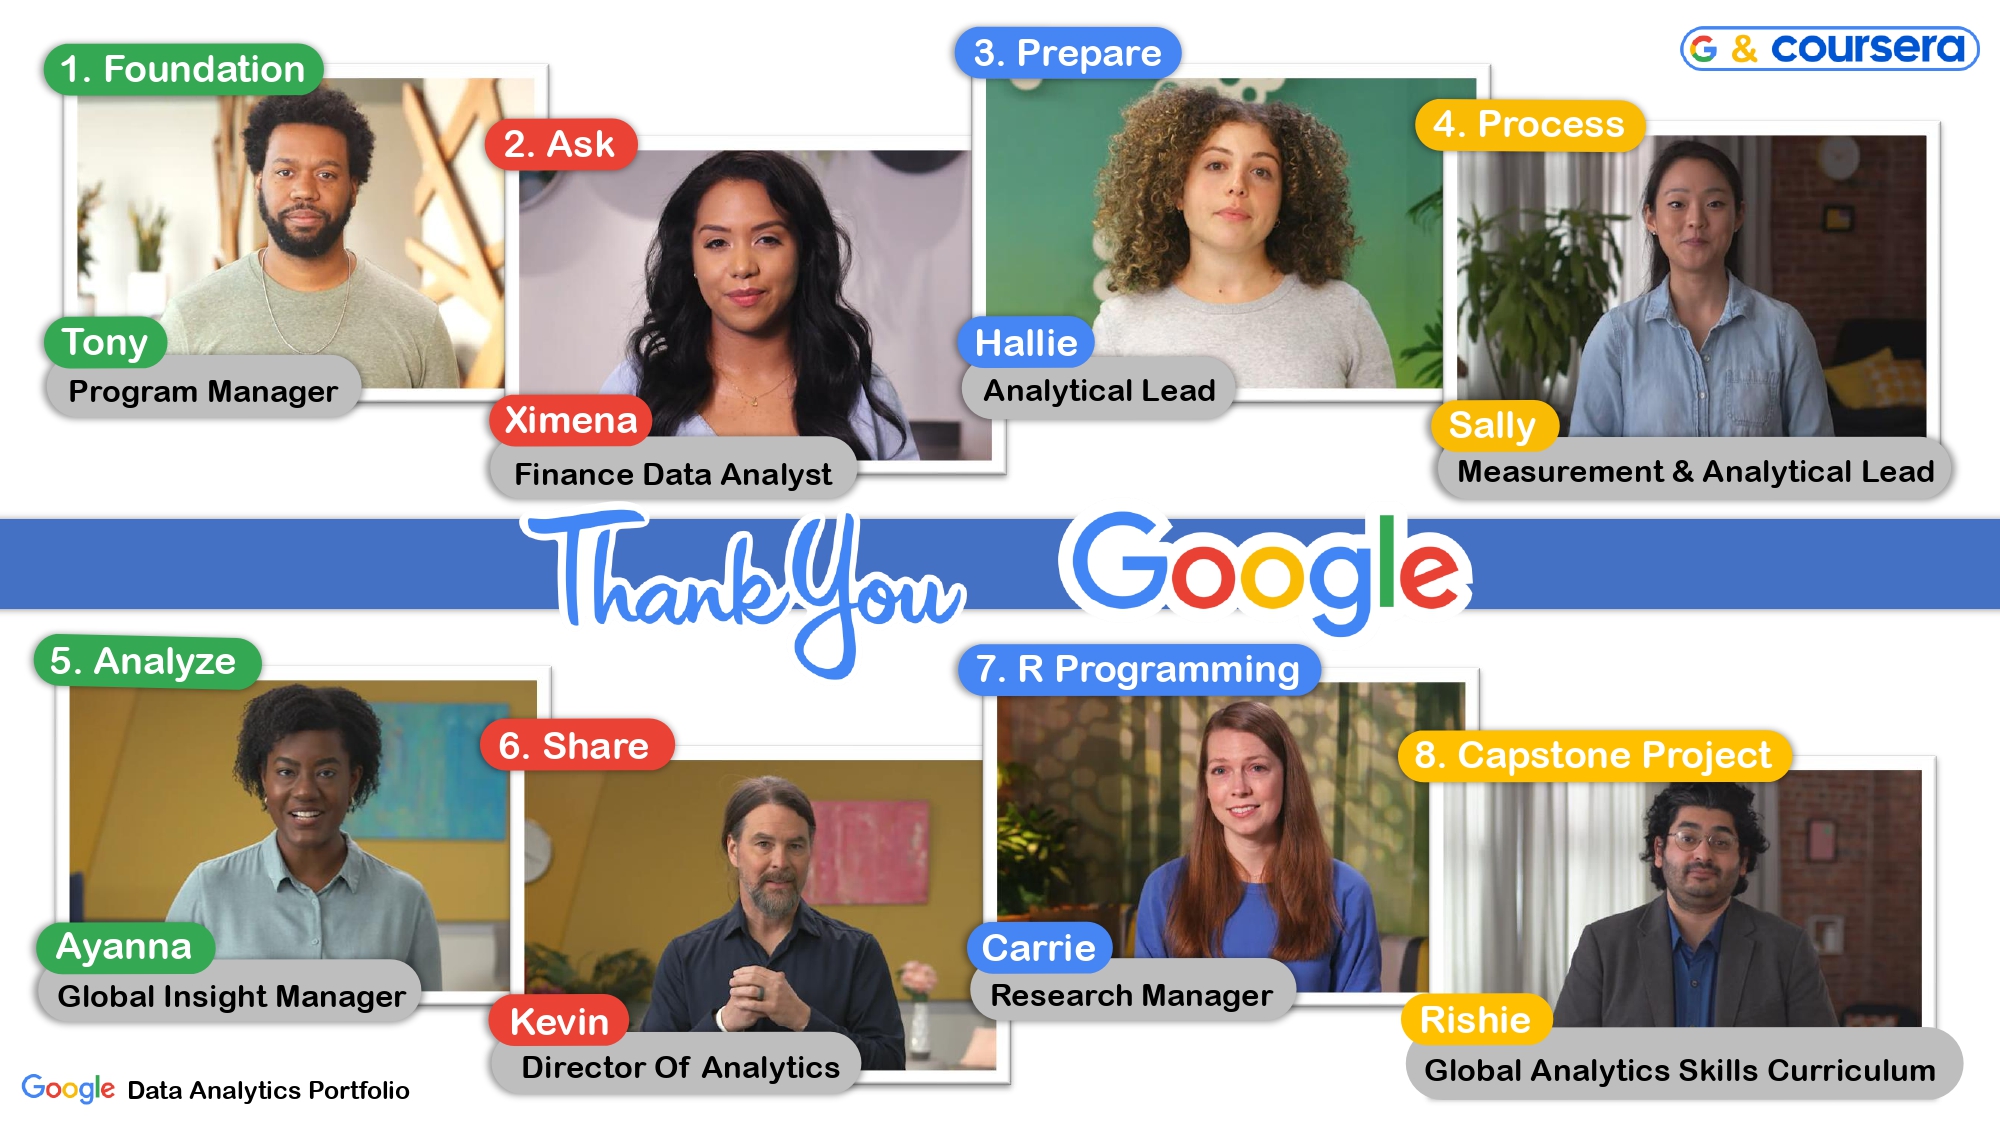 1. Foundation
Tony
Program Manager
2. Ask
Ximena
Finance Data Analyst
3. Prepare
Hallie
Analytical Lead
G & coursera
4. Process
Sally
Measurement & Analytical Lead
Thank You Google
5. Analyze
Ayanna
Global Insight Manager
6. Share
Kevin
Director Of Analytics
7. R Programming
Carrie
Research Manager
8. Capstone Project
Rishie
Global Analytics Skills Curriculum
Google Data Analytics Portfolio